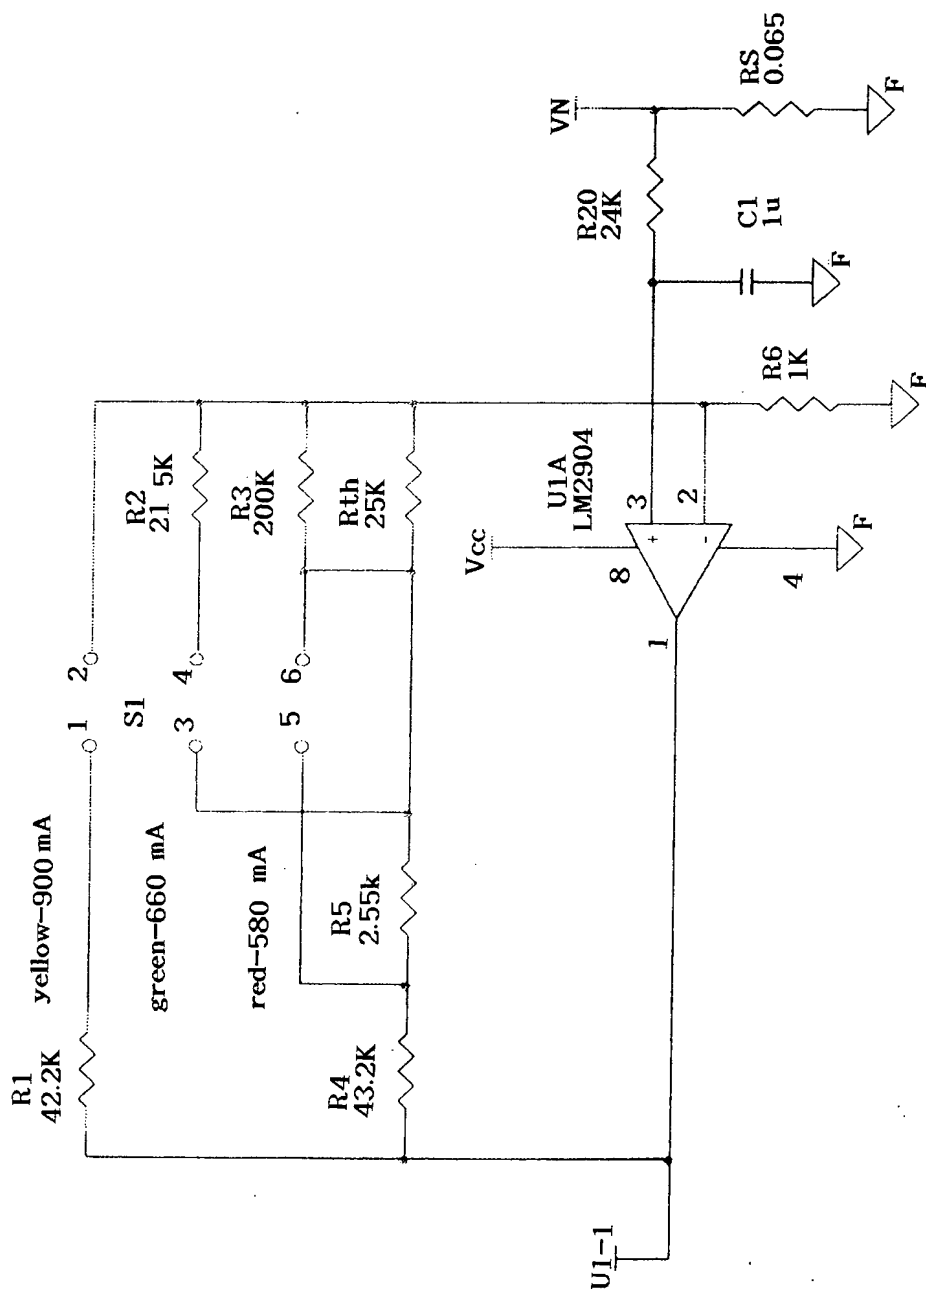 R1
42.2K
yellow-900 mA
1
2
S1
green-660 mA
3
4
R2
21 5K
red-580 mA
5
6
R3
200K
R4
43.2K
R5
2.55k
Rth
25K
Vcc
8
U1A
LM2904
3
+
2
-
1
4
F
U1-1
R20
24K
VN
RS
0.065
F
C1
1u
F
R6
1K
F